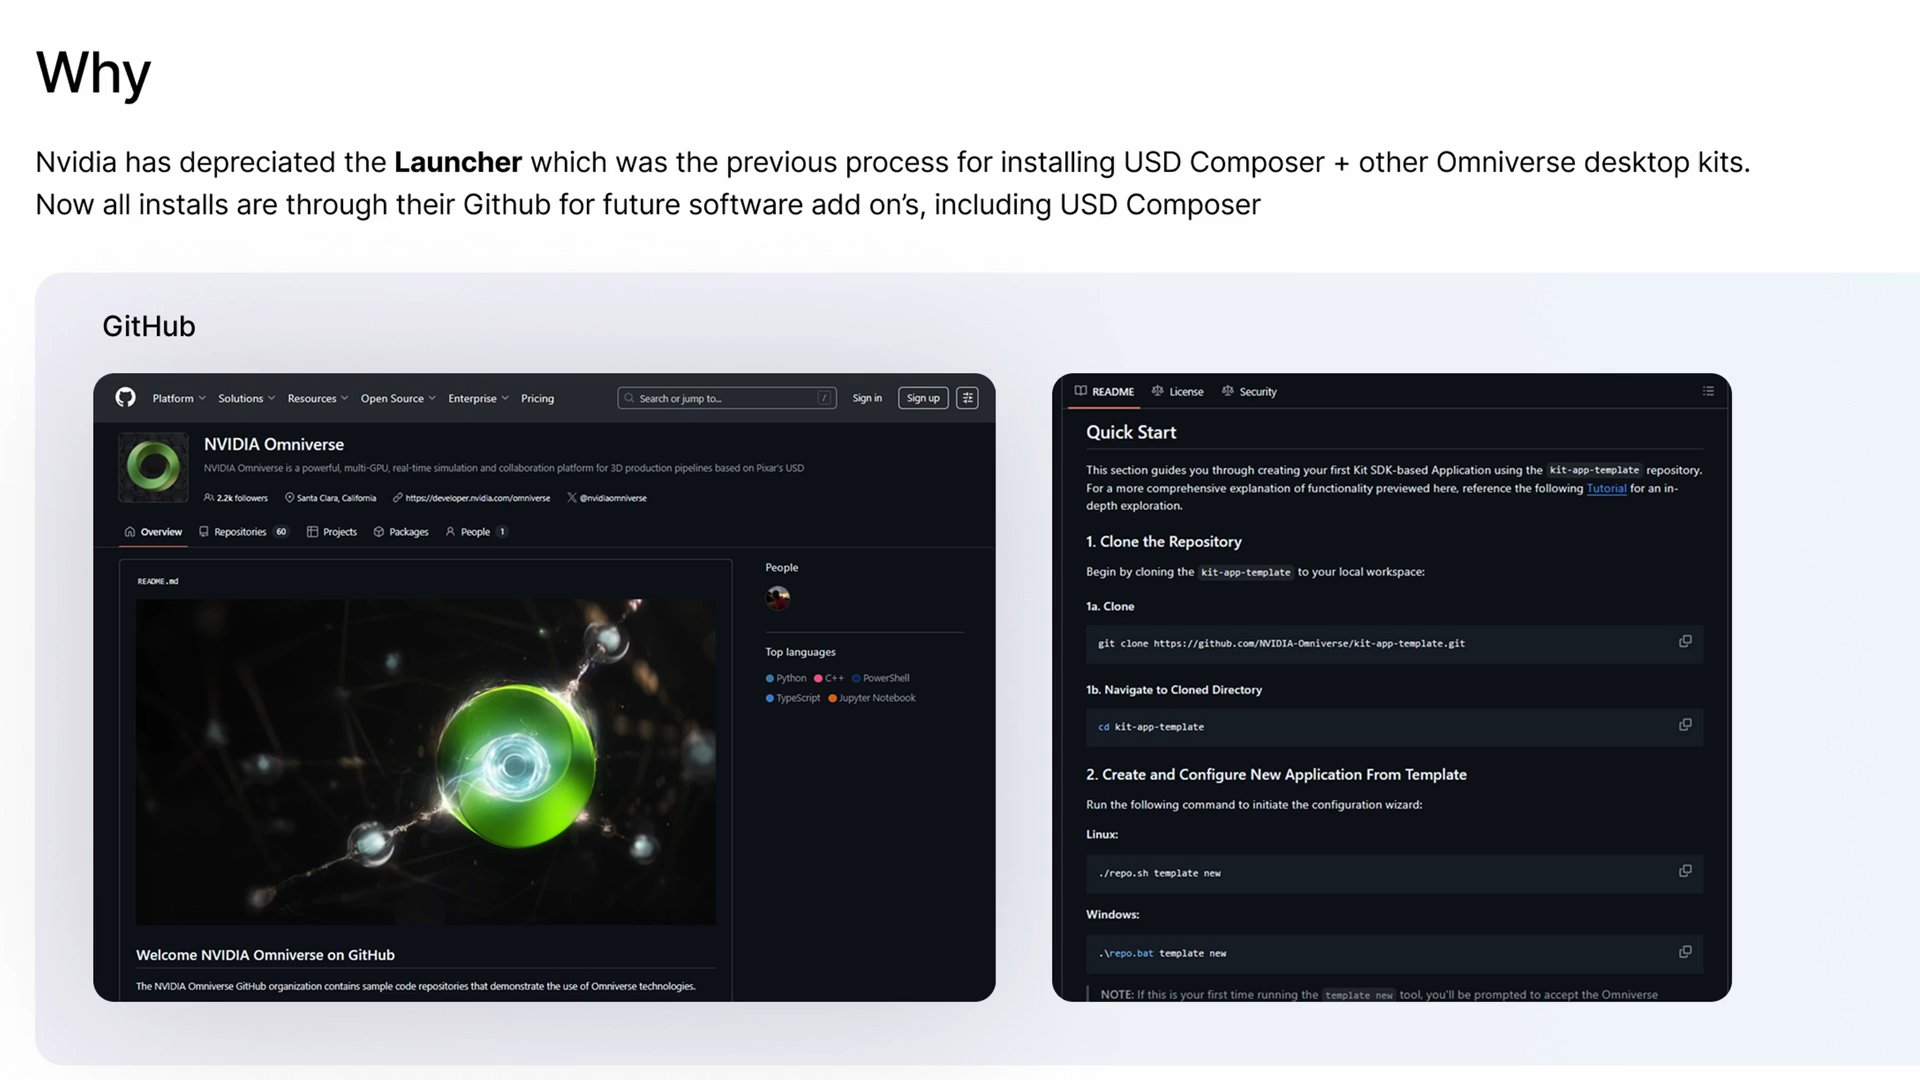 Why
Nvidia has depreciated the Launcher which was the previous process for installing USD Composer + other Omniverse desktop kits.
Now all installs are through their Github for future software add on’s, including USD Composer
GitHub
Platform Solutions Resources Open Source Enterprise Pricing Search or jump to... / Sign in Sign up
NVIDIA Omniverse
NVIDIA Omniverse is a powerful, multi-GPU, real-time simulation and collaboration platform for 3D production pipelines based on Pixar's USD
2.2k followers Santa Clara, California https://developer.nvidia.com/omniverse @nvidiaomniverse
Overview Repositories 60 Projects Packages People 1
README.md
Welcome NVIDIA Omniverse on GitHub
The NVIDIA Omniverse GitHub organization contains sample code repositories that demonstrate the use of Omniverse technologies.
People
Top languages
Python C++ PowerShell
TypeScript Jupyter Notebook
README License Security
Quick Start
This section guides you through creating your first Kit SDK-based Application using the kit-app-template repository.
For a more comprehensive explanation of functionality previewed here, reference the following Tutorial for an in-
depth exploration.
1. Clone the Repository
Begin by cloning the kit-app-template to your local workspace:
1a. Clone
git clone https://github.com/NVIDIA-Omniverse/kit-app-template.git
1b. Navigate to Cloned Directory
cd kit-app-template
2. Create and Configure New Application From Template
Run the following command to initiate the configuration wizard:
Linux:
./repo.sh template new
Windows:
.\repo.bat template new
NOTE: If this is your first time running the template new tool, you'll be prompted to accept the Omniverse